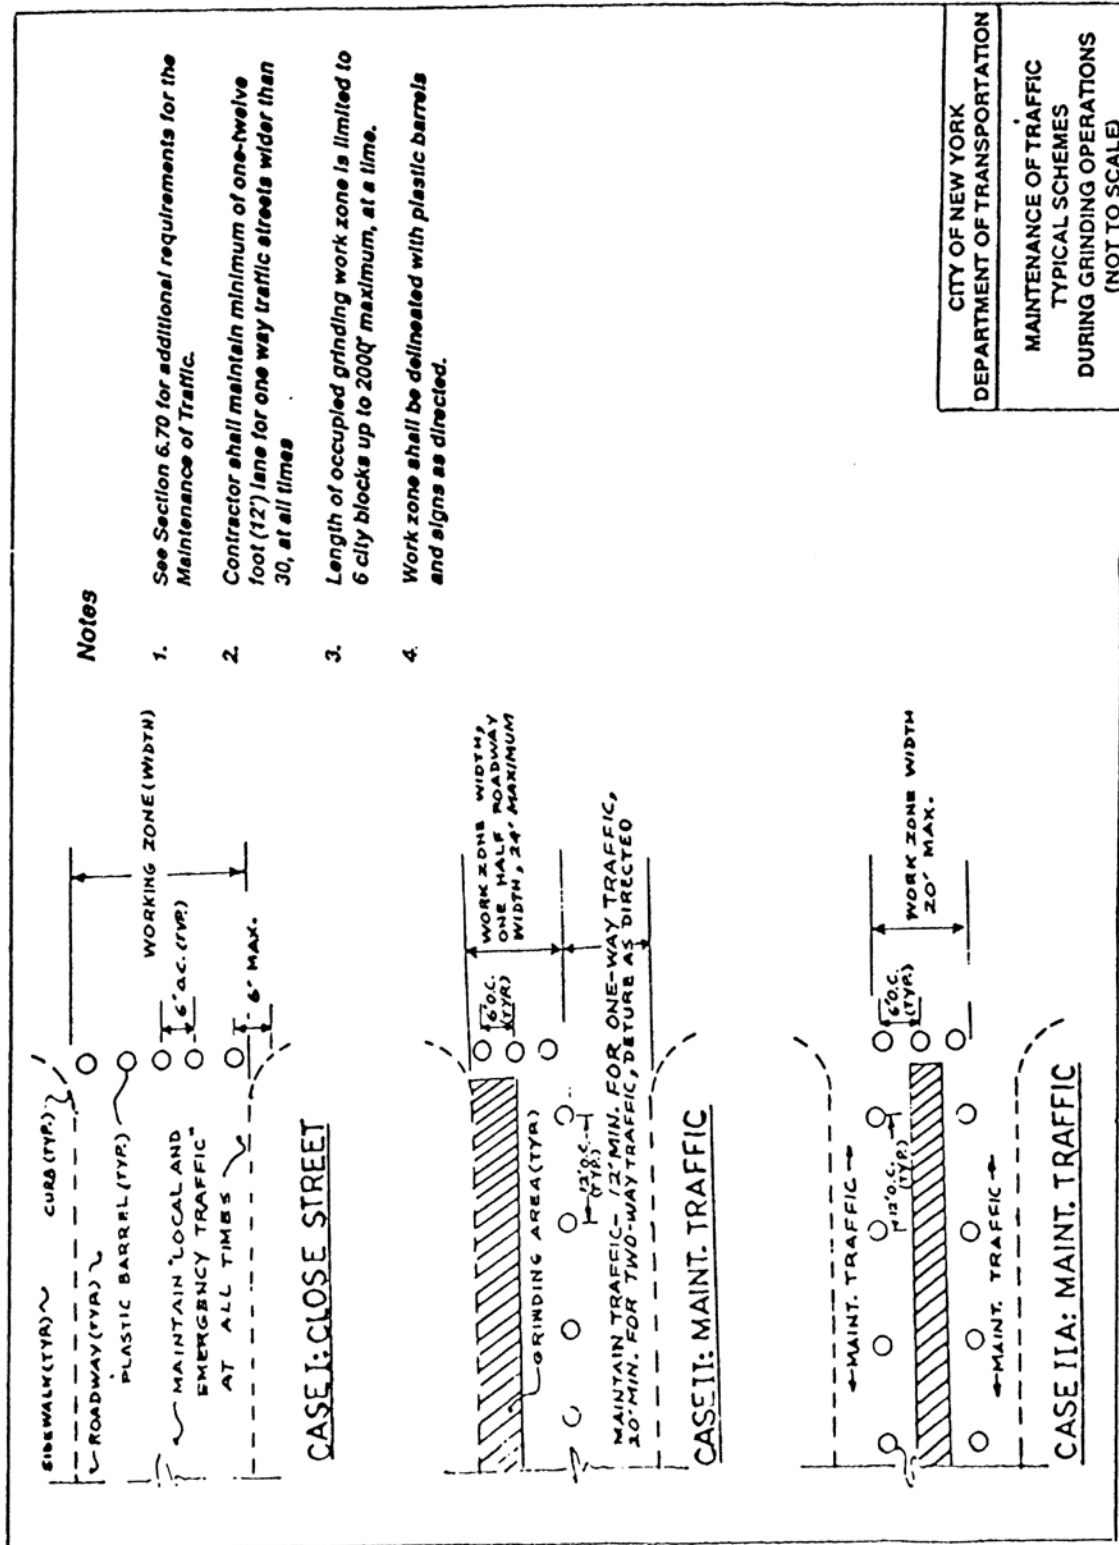 SIDEWALK (TYP.)
CURB (TYP.)
ROADWAY (TYP.)
PLASTIC BARREL (TYP.)
MAINTAIN "LOCAL AND
EMERGENCY TRAFFIC"
AT ALL TIMES
WORKING ZONE (WIDTH)
6' O.C. (TYP.)
6' MAX.
CASE I: CLOSE STREET
WORK ZONE WIDTH,
ONE HALF ROADWAY
WIDTH, 24' MAXIMUM
6' O.C.
(TYP.)
GRINDING AREA (TYP.)
12' O.C.
(TYP.)
MAINTAIN TRAFFIC - 12' MIN. FOR ONE-WAY TRAFFIC,
20' MIN. FOR TWO-WAY TRAFFIC, DETURE AS DIRECTED
CASE II: MAINT. TRAFFIC
MAINT. TRAFFIC
12' O.C.
(TYP.)
6' O.C.
(TYP.)
WORK ZONE WIDTH
20' MAX.
MAINT. TRAFFIC
CASE IIA: MAINT. TRAFFIC
Notes
1. See Section 6.70 for additional requirements for the
Maintenance of Traffic.
2. Contractor shall maintain minimum of one-twelve
foot (12') lane for one way traffic streets wider than
30, at all times
3. Length of occupied grinding work zone is limited to
6 city blocks up to 2000' maximum, at a time.
4. Work zone shall be delineated with plastic barrels
and signs as directed.
CITY OF NEW YORK
DEPARTMENT OF TRANSPORTATION
MAINTENANCE OF TRAFFIC
TYPICAL SCHEMES
DURING GRINDING OPERATIONS
(NOT TO SCALE)